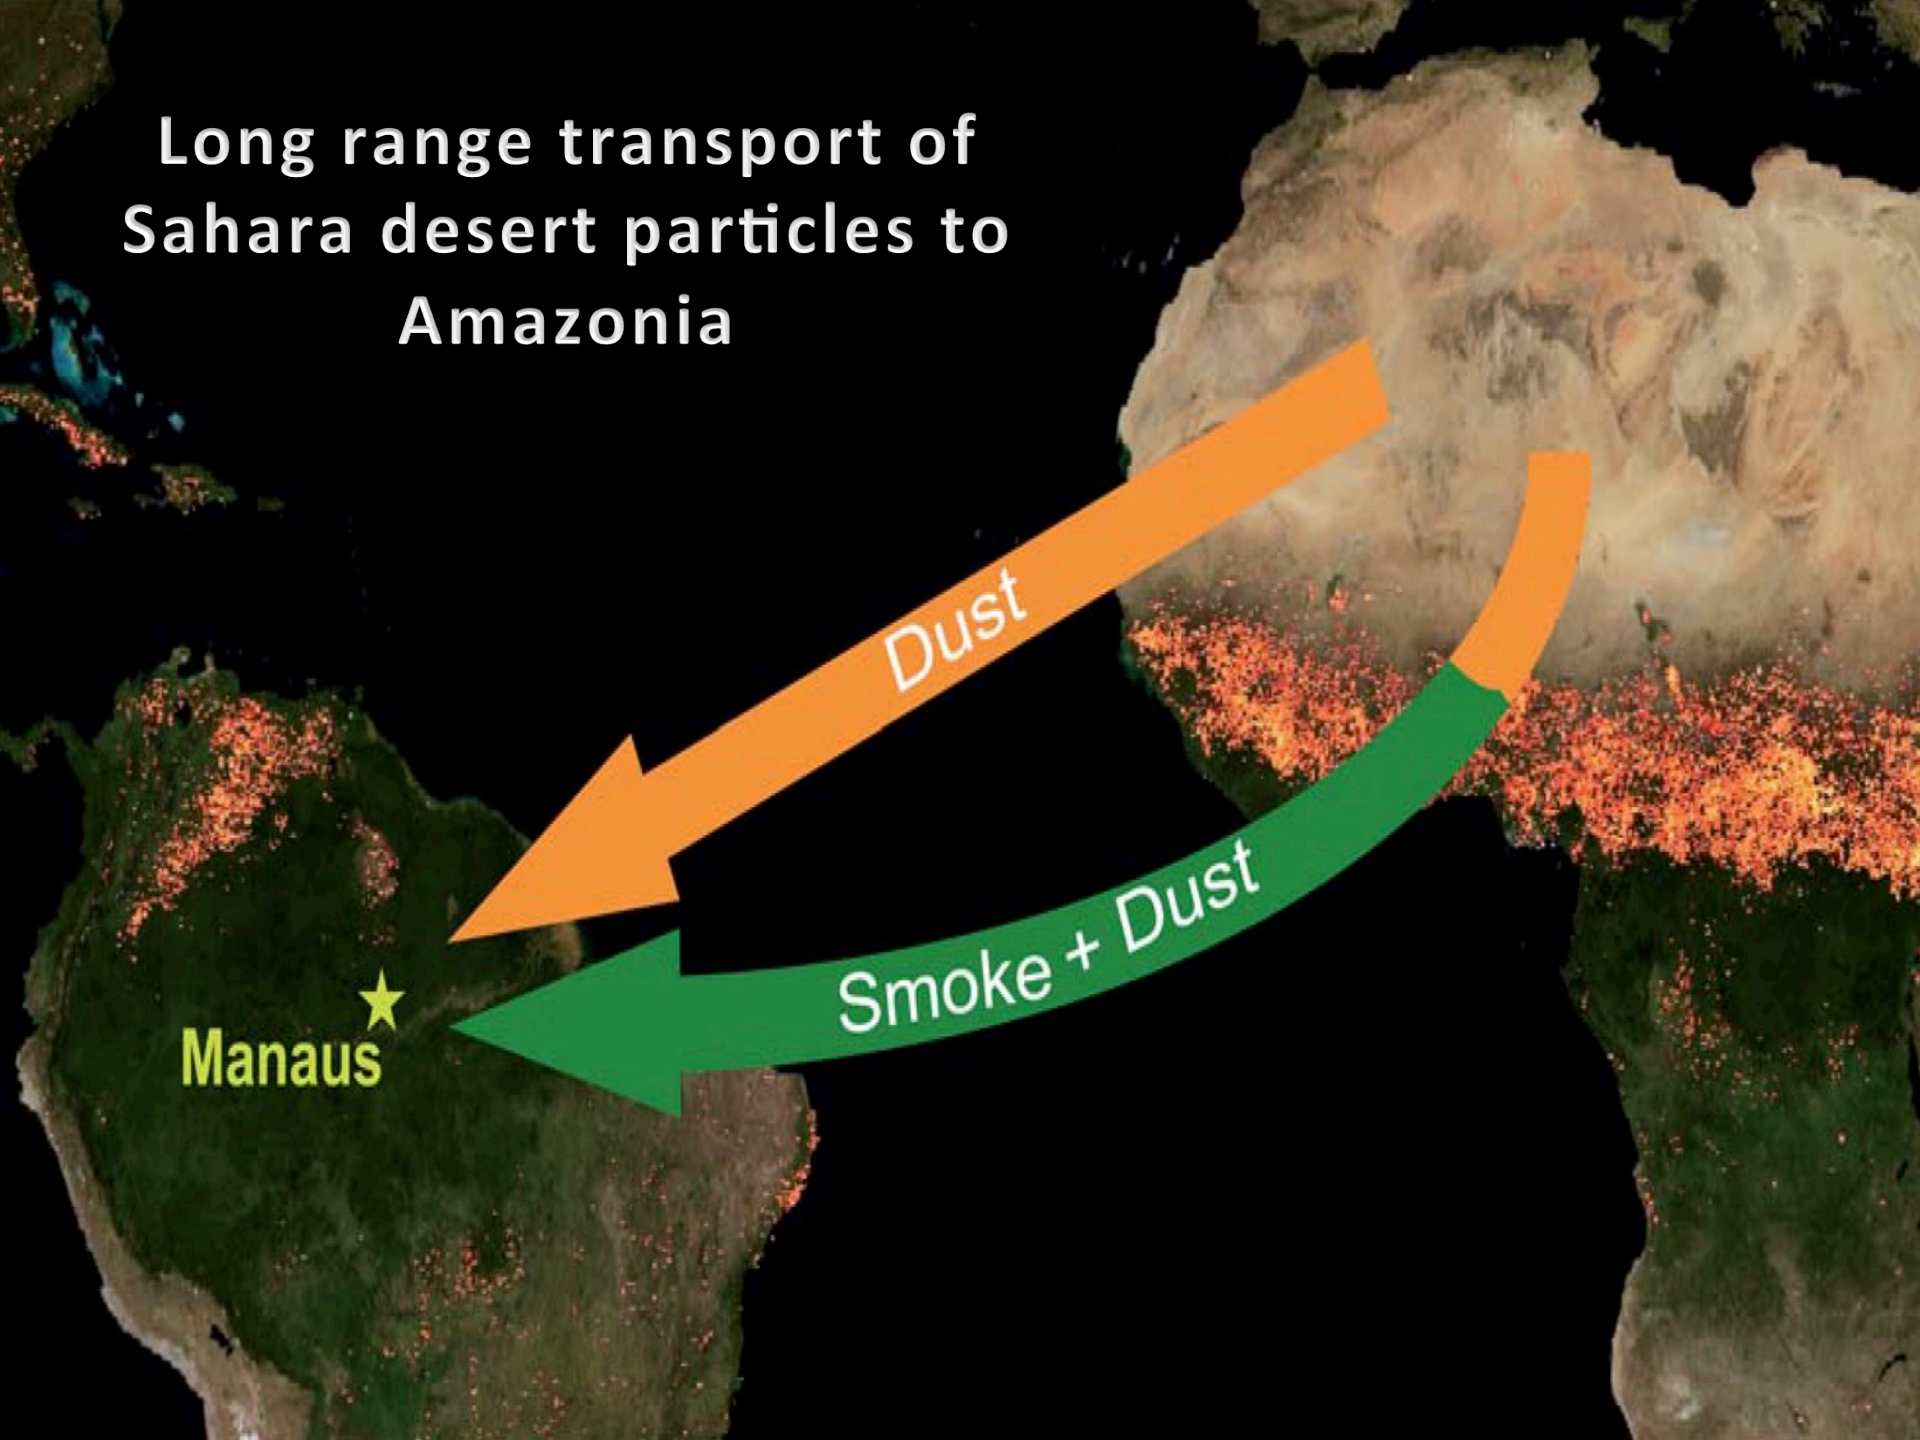 Long range transport of
Sahara desert particles to
Amazonia
Dust
Smoke + Dust
Manaus